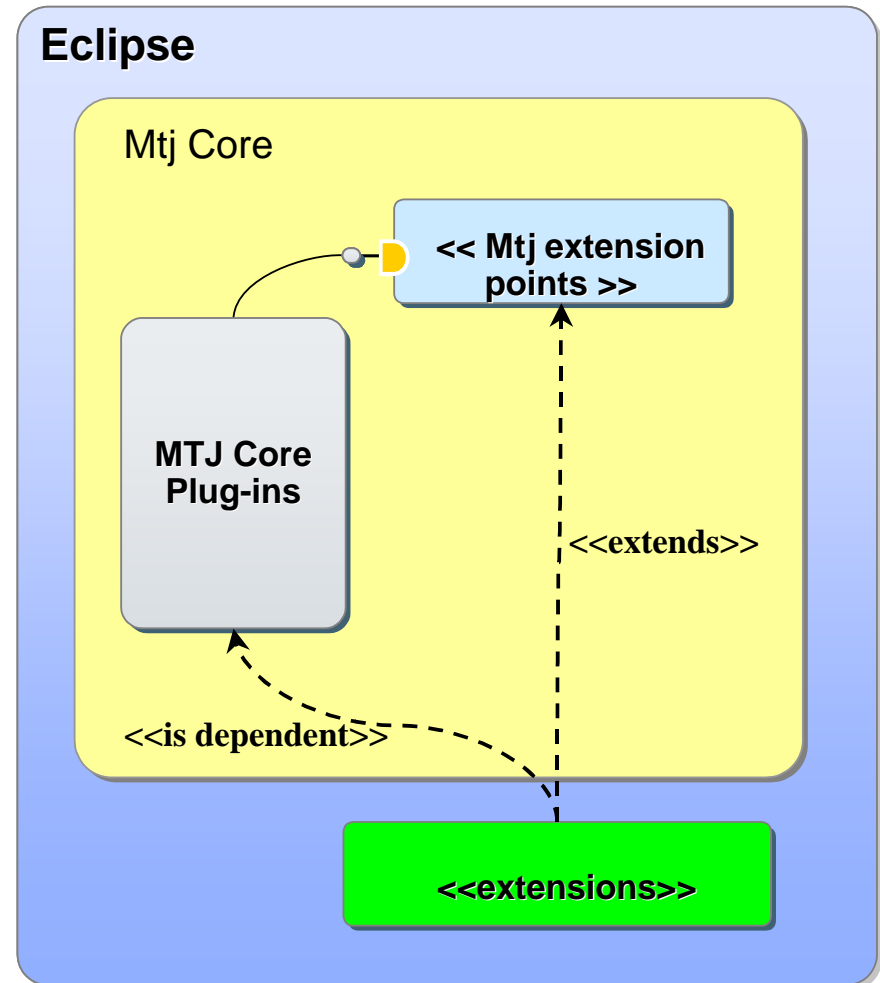 Eclipse
Mtj Core
<< Mtj extension
points >>
MTJ Core
Plug-ins
<<extends>>
<<is dependent>>
<<extensions>>